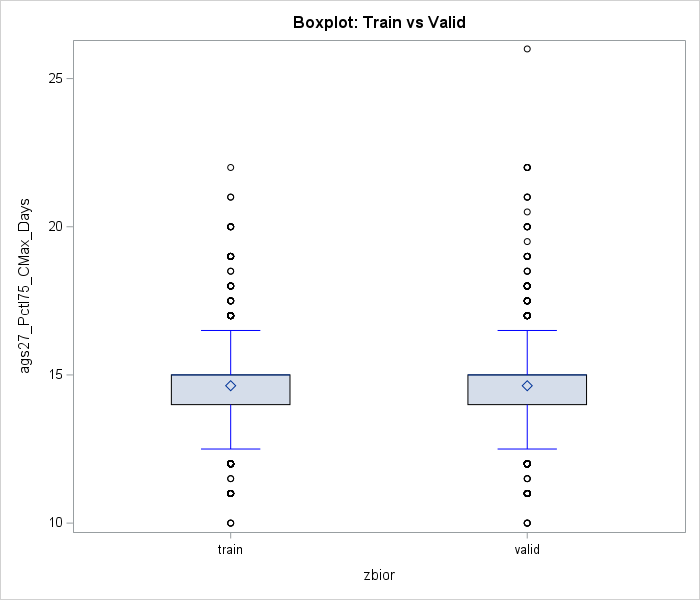 Boxplot: Train vs Valid
ags27_Pctl75_CMax_Days
25
20
15
10
train
valid
zbior